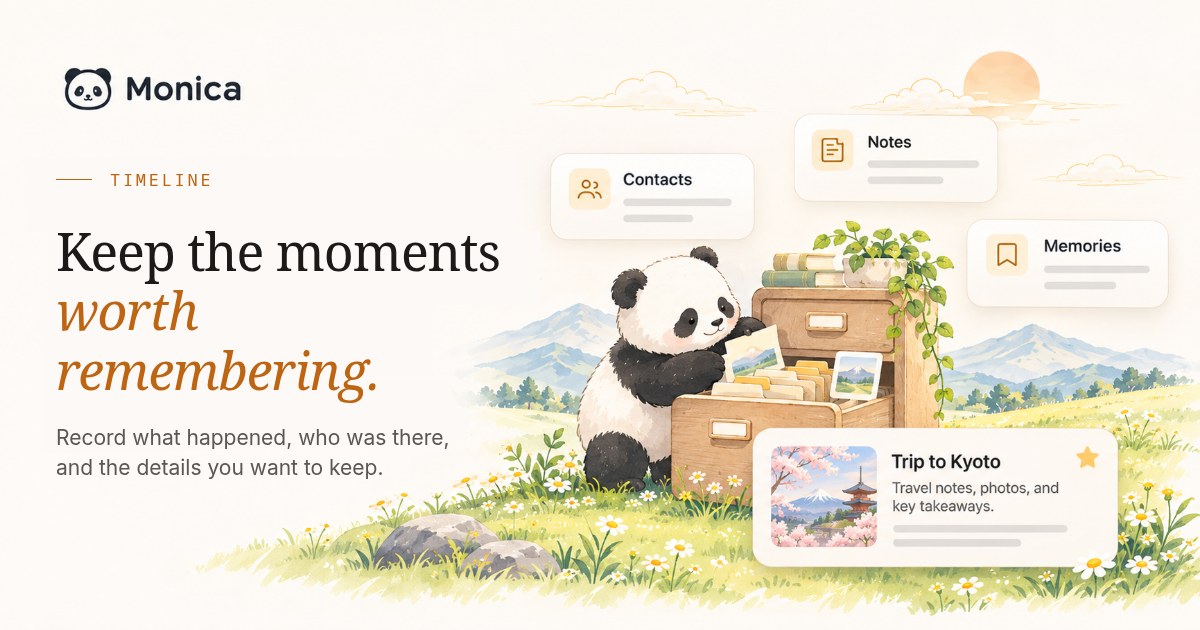 Monica
TIMELINE
Keep the moments
worth
remembering.
Record what happened, who was there,
and the details you want to keep.
Contacts
Notes
Memories
Trip to Kyoto
Travel notes, photos, and
key takeaways.